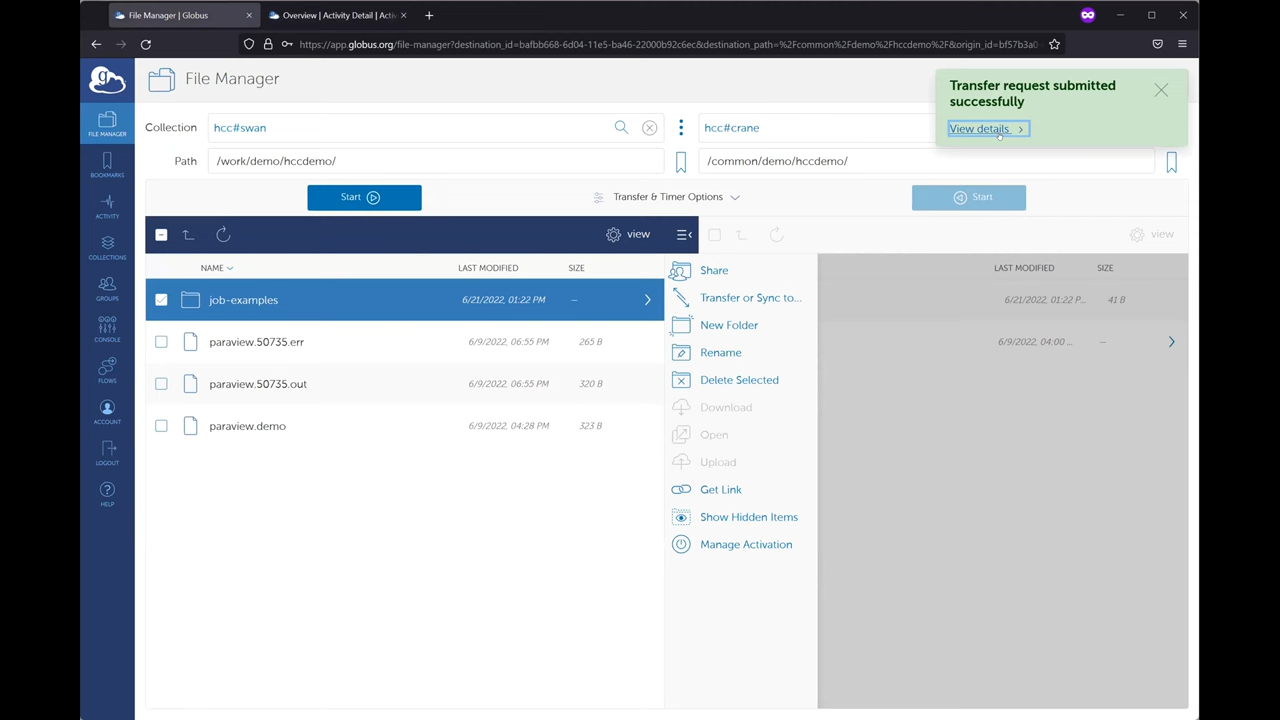 File Manager | Globus
Overview | Activity Detail | Acti
https://app.globus.org/file-manager?destination_id=bafbb668-6d04-11e5-ba46-22000b92c6ec&destination_path=%2Fcommon%2Fdemo%2Fhccdemo%2F&origin_id=bf57b3a0-
File Manager
Transfer request submitted
successfully
View details
FILE MANAGER
BOOKMARKS
ACTIVITY
COLLECTIONS
GROUPS
CONSOLE
FLOWS
ACCOUNT
LOGOUT
HELP
Collection hcc#swan hcc#crane
Path /work/demo/hccdemo/ /common/demo/hccdemo/
Start Transfer & Timer Options Start
view view
NAME LAST MODIFIED SIZE LAST MODIFIED SIZE
job-examples 6/21/2022, 01:22 PM —
paraview.50735.err 6/9/2022, 06:55 PM 265 B
paraview.50735.out 6/9/2022, 06:55 PM 320 B
paraview.demo 6/9/2022, 04:28 PM 323 B
Share
Transfer or Sync to...
New Folder
Rename
Delete Selected
Download
Open
Upload
Get Link
Show Hidden Items
Manage Activation
6/21/2022, 01:22 P... 41 B
6/9/2022, 04:00 ... —